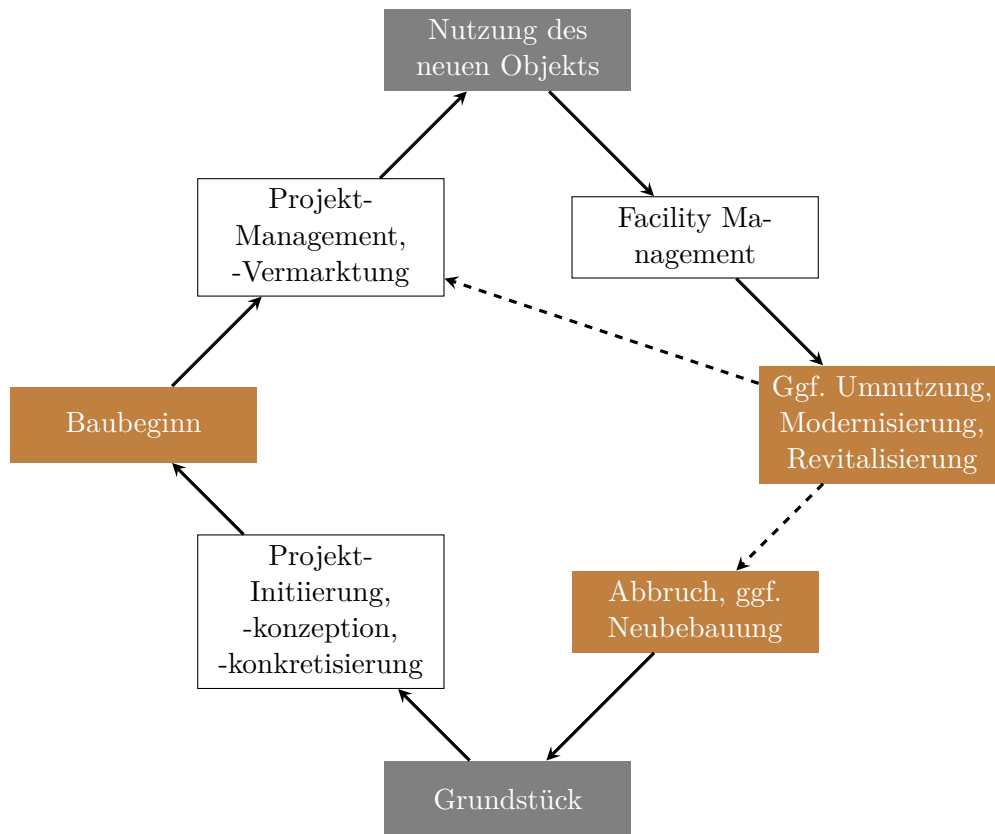 Nutzung des
neuen Objekts
Projekt-
Management,
-Vermarktung
Facility Ma-
nagement
Baubeginn
Ggf. Umnutzung,
Modernisierung,
Revitalisierung
Projekt-
Initiierung,
-konzeption,
-konkretisierung
Abbruch, ggf.
Neubebauung
Grundstück